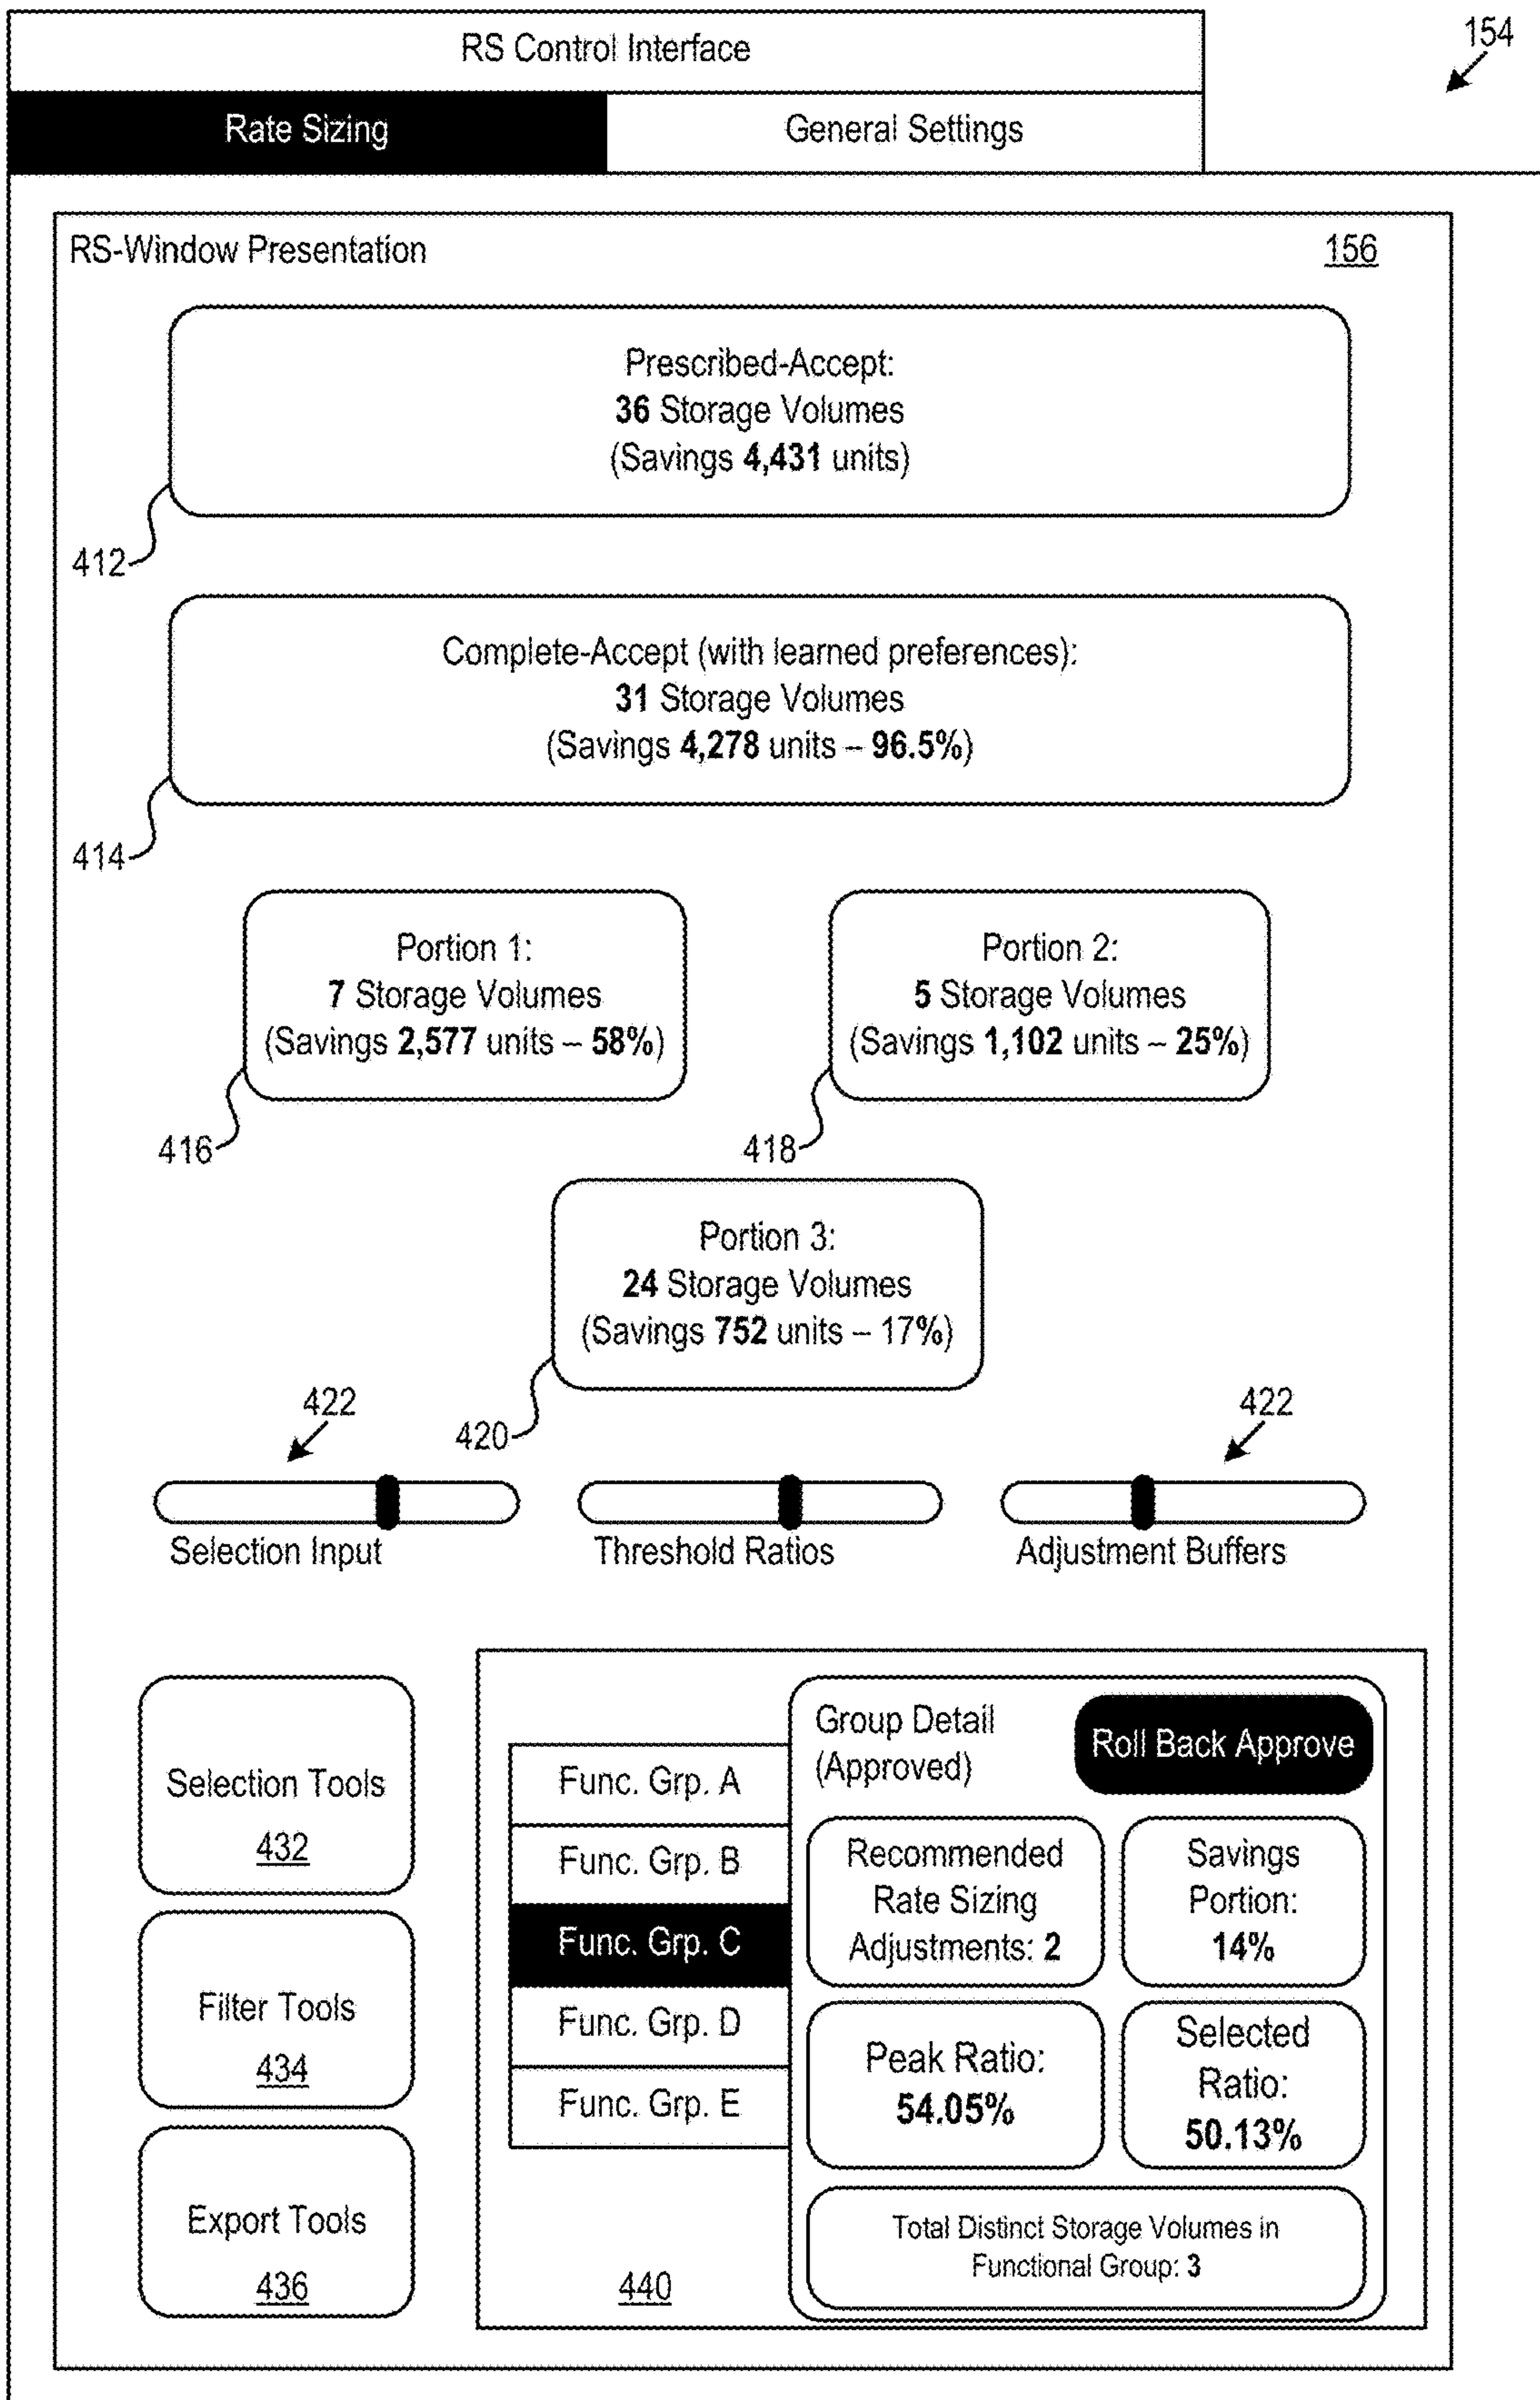 RS Control Interface
154
Rate Sizing
General Settings
RS-Window Presentation
156
Prescribed-Accept:
36 Storage Volumes
(Savings 4,431 units)
412
Complete-Accept (with learned preferences):
31 Storage Volumes
(Savings 4,278 units – 96.5%)
414
Portion 1:
7 Storage Volumes
(Savings 2,577 units – 58%)
416
Portion 2:
5 Storage Volumes
(Savings 1,102 units – 25%)
418
Portion 3:
24 Storage Volumes
(Savings 752 units – 17%)
420
422
422
Selection Input
Threshold Ratios
Adjustment Buffers
Selection Tools
432
Filter Tools
434
Export Tools
436
Func. Grp. A
Func. Grp. B
Func. Grp. C
Func. Grp. D
Func. Grp. E
440
Group Detail
(Approved)
Roll Back Approve
Recommended
Rate Sizing
Adjustments: 2
Savings
Portion:
14%
Peak Ratio:
54.05%
Selected
Ratio:
50.13%
Total Distinct Storage Volumes in
Functional Group: 3